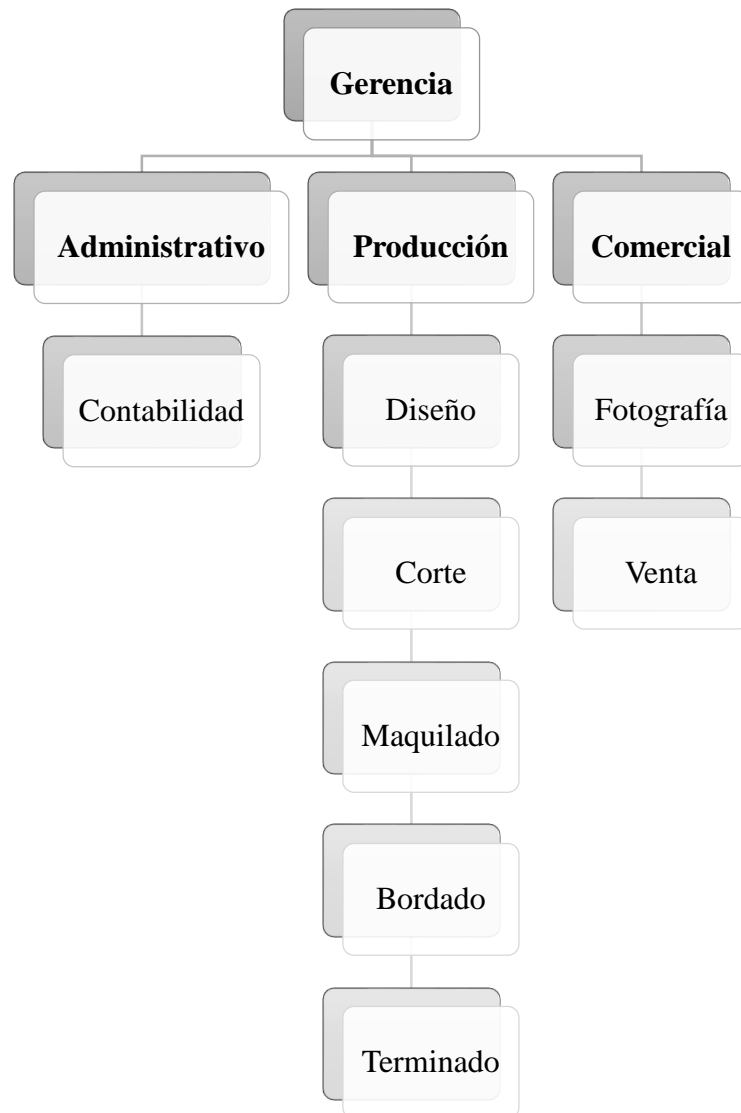 Gerencia
Administrativo
Producción
Comercial
Contabilidad
Diseño
Fotografía
Corte
Venta
Maquilado
Bordado
Terminado